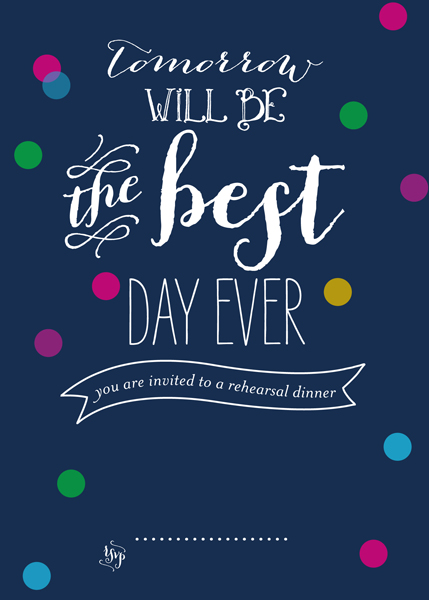 Tomorrow
WILL BE
the best
DAY EVER
you are invited to a rehearsal dinner
rsvp